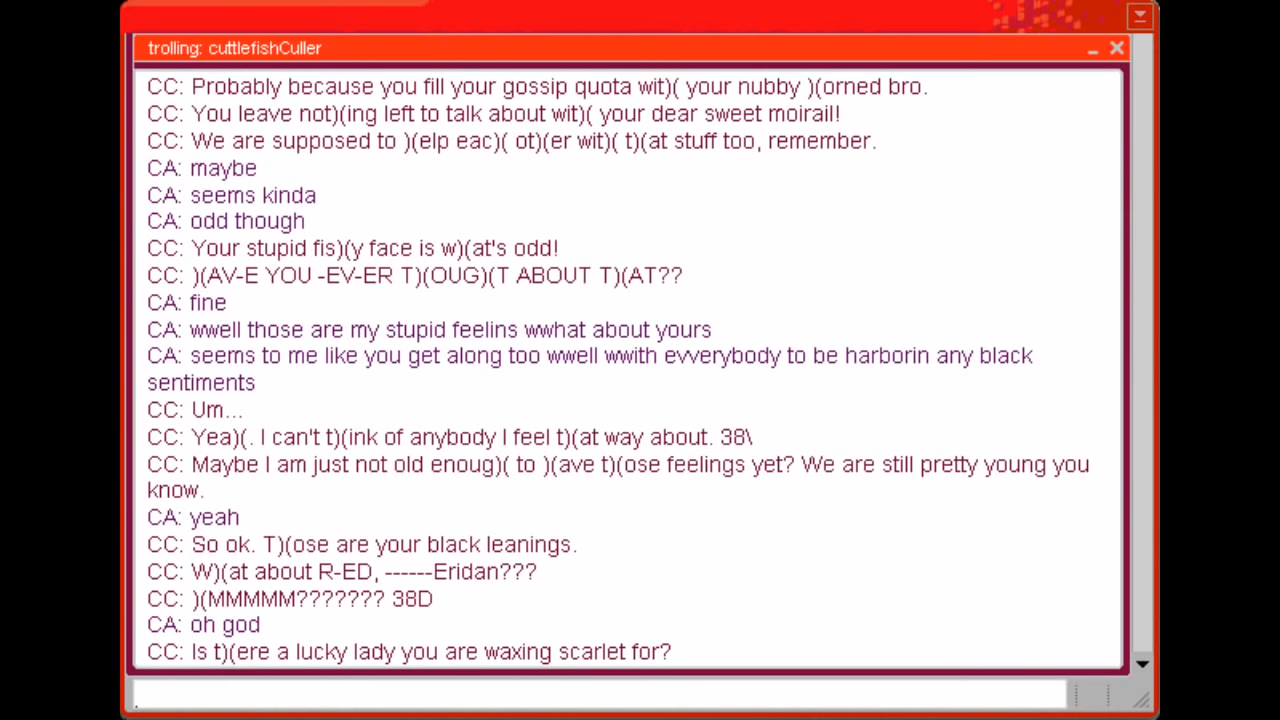 trolling: cuttlefishCuller
CC: Probably because you fill your gossip quota wit)( your nubby )(orned bro.
CC: You leave not)(ing left to talk about wit)( your dear sweet moirail!
CC: We are supposed to )(elp eac)( ot)(er wit)( t)(at stuff too, remember.
CA: maybe
CA: seems kinda
CA: odd though
CC: Your stupid fis)(y face is w)(at's odd!
CC: )(AV-E YOU -EV-ER T)(OUG)(T ABOUT T)(AT??
CA: fine
CA: wwell those are my stupid feelins wwhat about yours
CA: seems to me like you get along too wwell wwith evverybody to be harborin any black
sentiments
CC: Um...
CC: Yea)(. I can't t)(ink of anybody I feel t)(at way about. 38\
CC: Maybe I am just not old enoug)( to )(ave t)(ose feelings yet? We are still pretty young you
know.
CA: yeah
CC: So ok. T)(ose are your black leanings.
CC: W)(at about R-ED, ------Eridan???
CC: )(MMMMM??????? 38D
CA: oh god
CC: Is t)(ere a lucky lady you are waxing scarlet for?